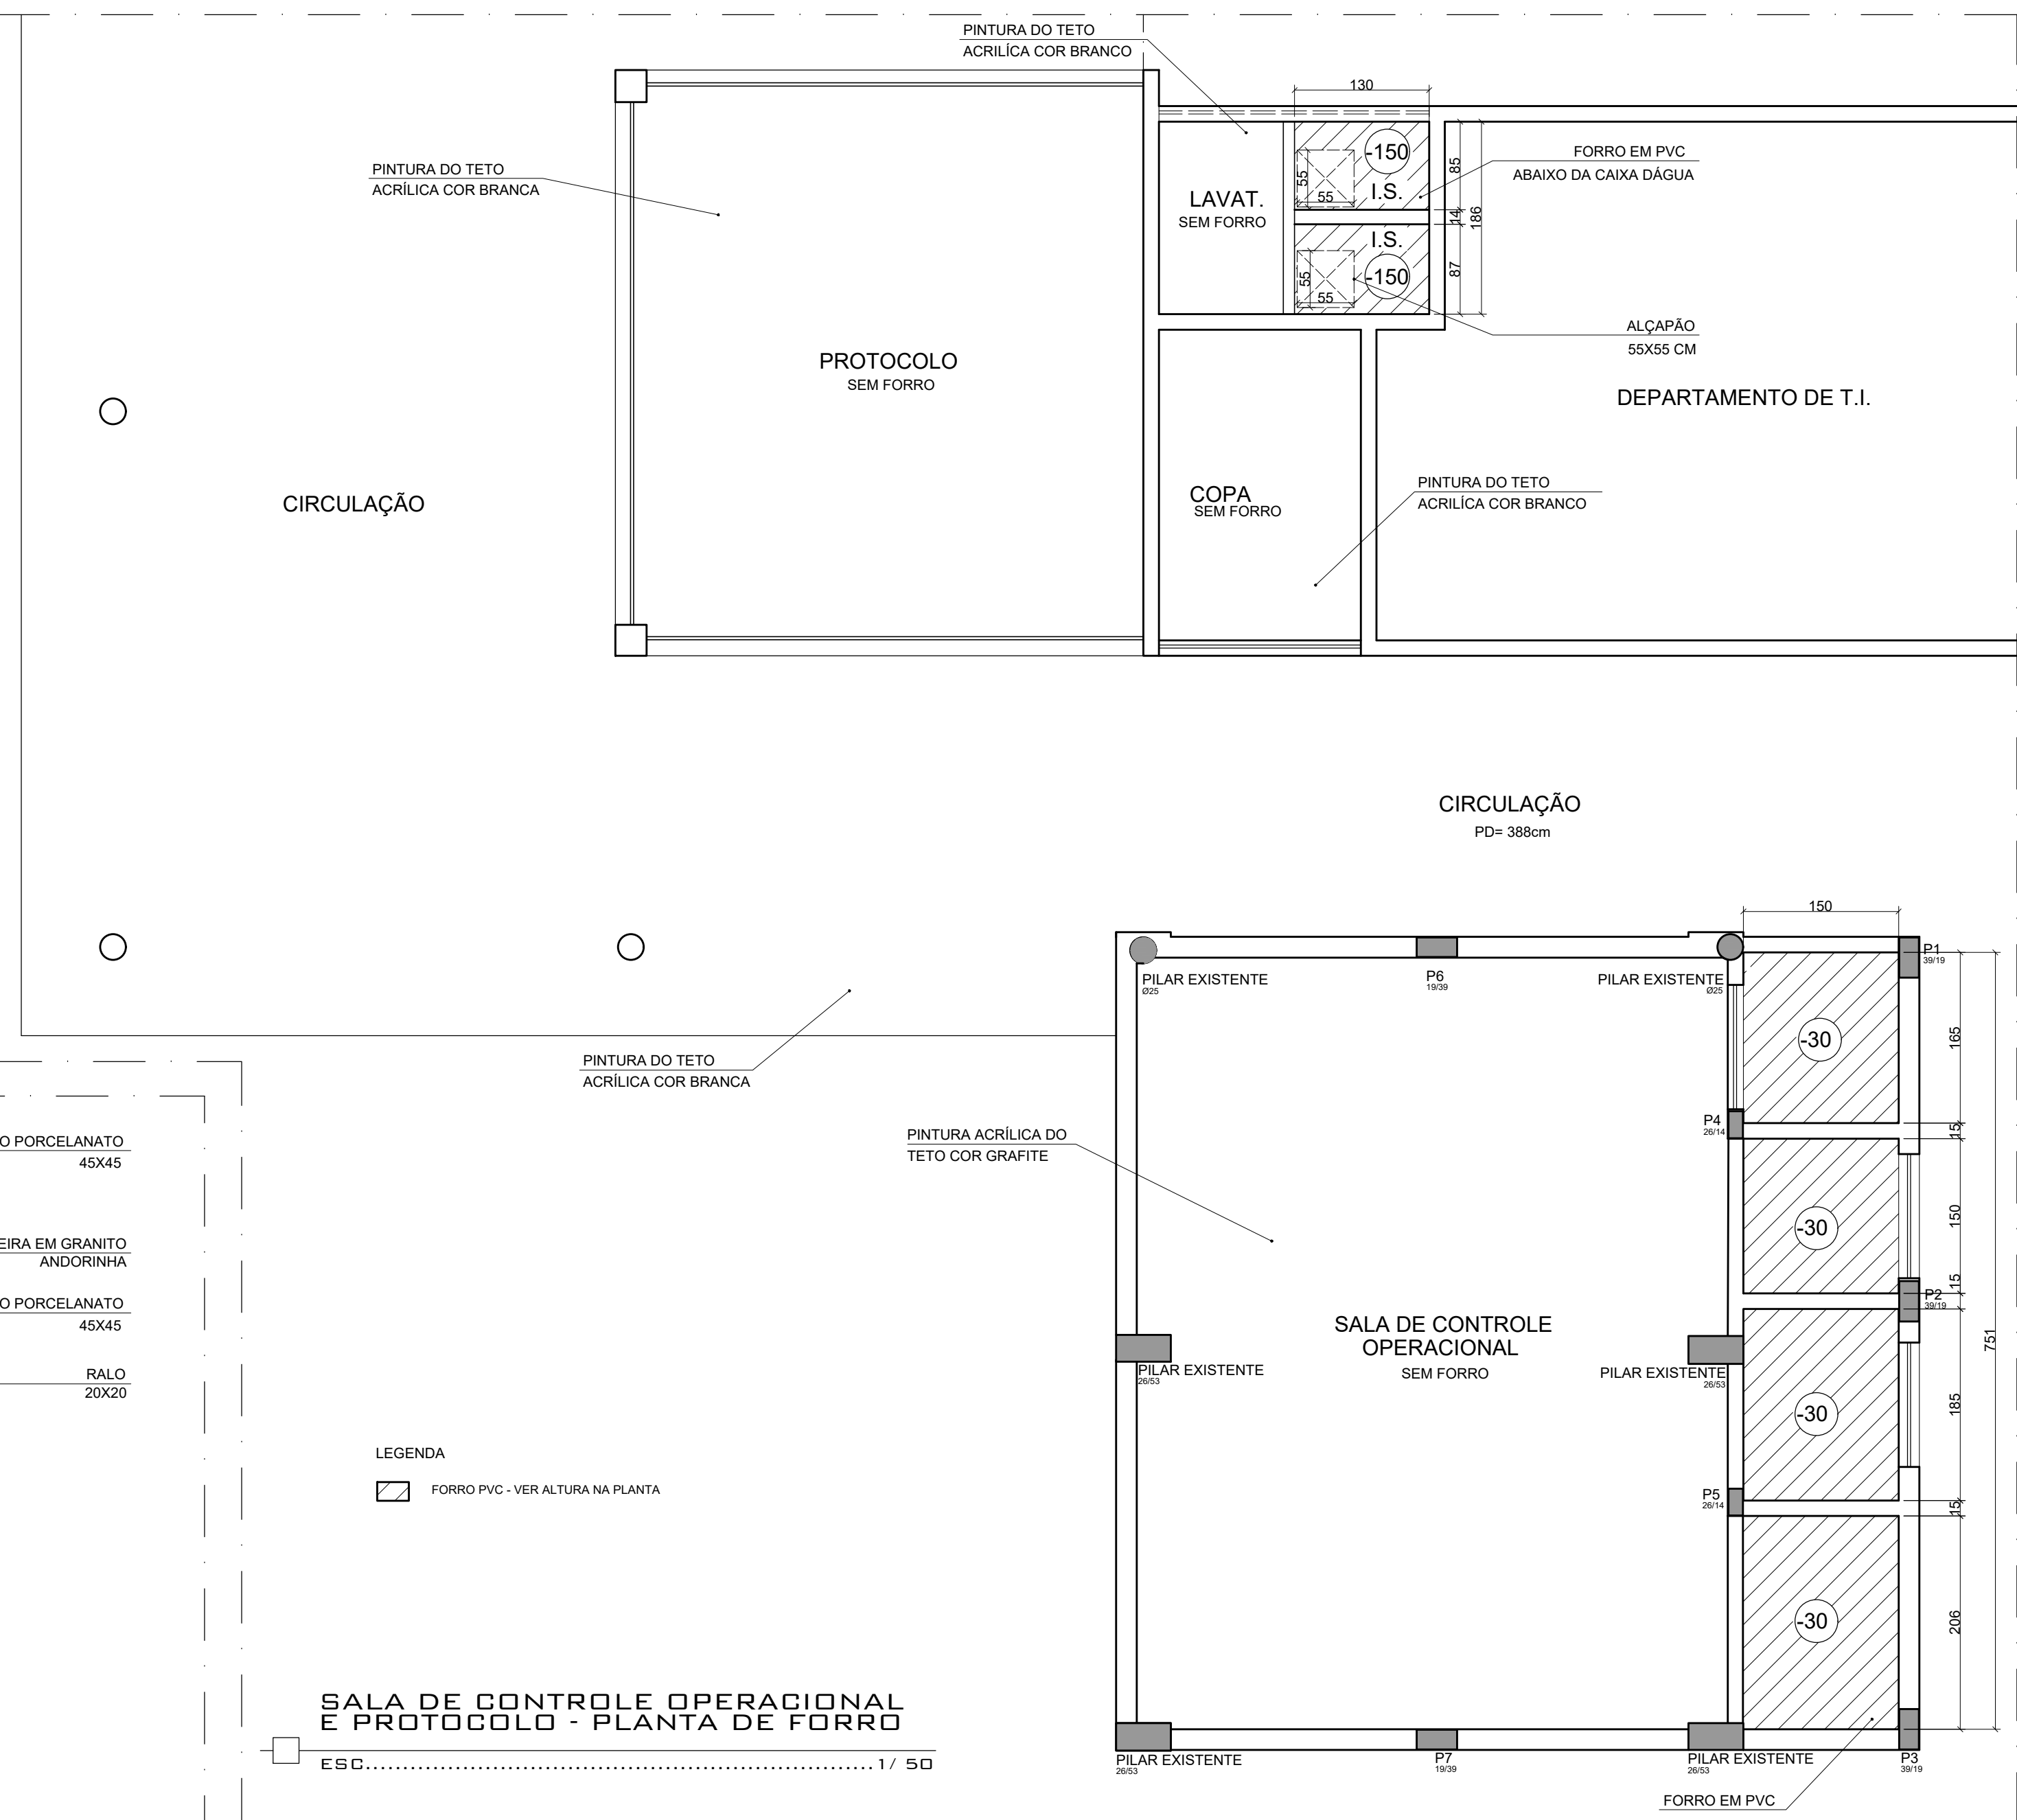 PINTURA DO TETO
ACRILÍCA COR BRANCO
130
PINTURA DO TETO
ACRÍLICA COR BRANCA
-150
85
FORRO EM PVC
ABAIXO DA CAIXA DÁGUA
55
55
I.S.
LAVAT.
SEM FORRO
14
186
I.S.
-150
87
55
55
ALÇAPÃO
55X55 CM
PROTOCOLO
SEM FORRO
DEPARTAMENTO DE T.I.
CIRCULAÇÃO
COPA
SEM FORRO
PINTURA DO TETO
ACRILÍCA COR BRANCO
CIRCULAÇÃO
PD= 388cm
150
PILAR EXISTENTE
Ø25
P6
19/39
PILAR EXISTENTE
Ø25
P1
39/19
-30
165
PINTURA DO TETO
ACRÍLICA COR BRANCA
PINTURA ACRÍLICA DO
TETO COR GRAFITE
P4
26/14
15
O PORCELANATO
45X45
-30
150
EIRA EM GRANITO
ANDORINHA
15
P2
39/19
O PORCELANATO
45X45
SALA DE CONTROLE
OPERACIONAL
SEM FORRO
751
PILAR EXISTENTE
26/53
PILAR EXISTENTE
26/53
RALO
20X20
-30
185
LEGENDA
FORRO PVC - VER ALTURA NA PLANTA
P5
26/14
15
-30
206
SALA DE CONTROLE OPERACIONAL
E PROTOCOLO - PLANTA DE FORRO
ESC.....................................................................1/ 50
PILAR EXISTENTE
26/53
P7
19/39
PILAR EXISTENTE
26/53
P3
39/19
FORRO EM PVC